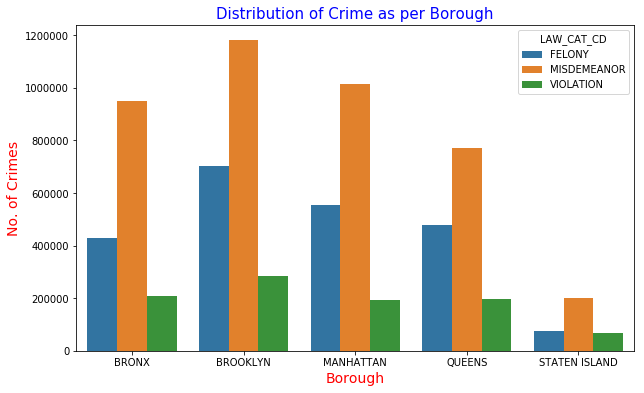 Distribution of Crime as per Borough
LAW_CAT_CD
FELONY
MISDEMEANOR
VIOLATION
No. of Crimes
1200000
1000000
800000
600000
400000
200000
0
BRONX
BROOKLYN
MANHATTAN
QUEENS
STATEN ISLAND
Borough